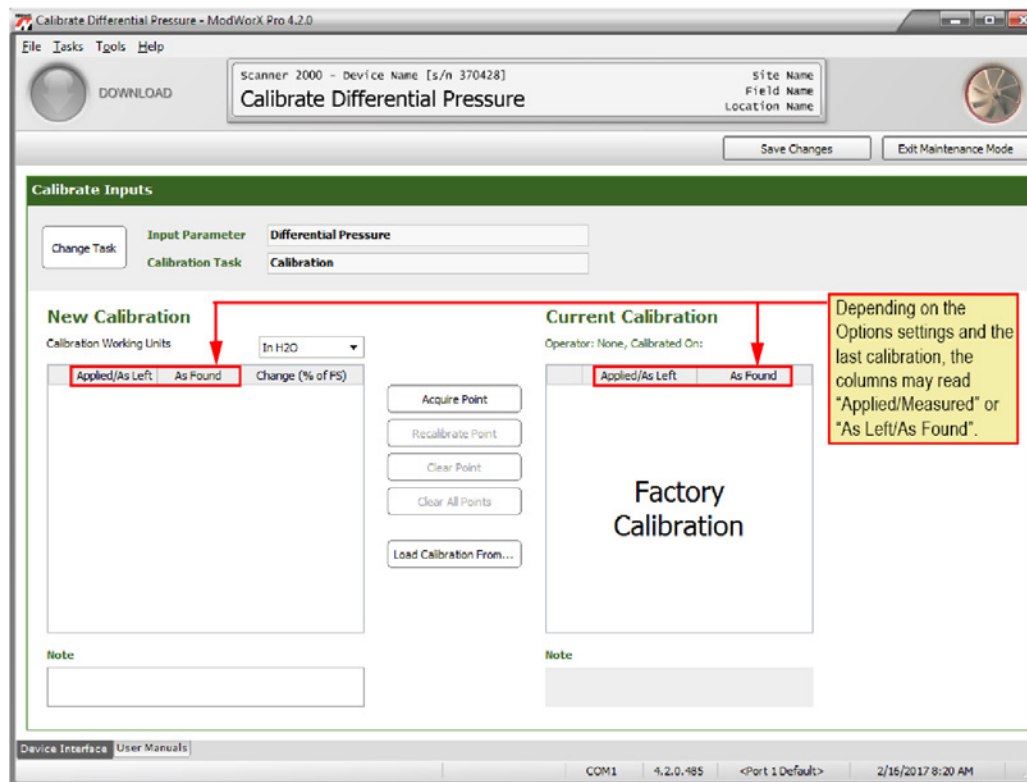 Calibrate Differential Pressure - ModWorX Pro 4.2.0
File Tasks Tools Help
DOWNLOAD
Scanner 2000 - Device Name [s/n 370428]
Calibrate Differential Pressure
Site Name
Field Name
Location Name
Save Changes
Exit Maintenance Mode
Calibrate Inputs
Change Task
Input Parameter
Differential Pressure
Calibration Task
Calibration
New Calibration
Calibration Working Units
In H2O
Applied/As Left As Found Change (% of FS)
Acquire Point
Recalibrate Point
Clear Point
Clear All Points
Load Calibration From...
Note
Current Calibration
Operator: None, Calibrated On:
Applied/As Left As Found
Factory
Calibration
Note
Depending on the
Options settings and the
last calibration, the
columns may read
“Applied/Measured” or
“As Left/As Found”.
Device Interface User Manuals
COM1 4.2.0.485 <Port 1 Default> 2/16/2017 8:20 AM